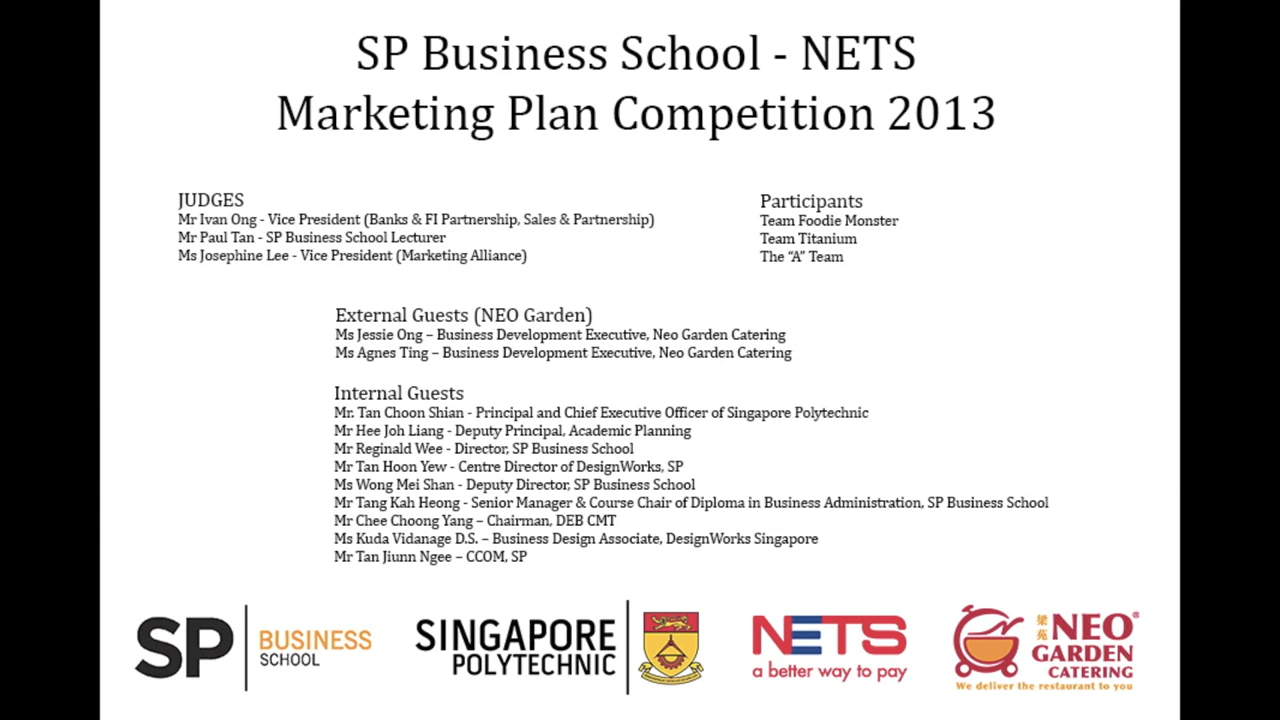 SP Business School - NETS
Marketing Plan Competition 2013
JUDGES
Mr Ivan Ong - Vice President (Banks & FI Partnership, Sales & Partnership)
Mr Paul Tan - SP Business School Lecturer
Ms Josephine Lee - Vice President (Marketing Alliance)
Participants
Team Foodie Monster
Team Titanium
The “A” Team
External Guests (NEO Garden)
Ms Jessie Ong – Business Development Executive, Neo Garden Catering
Ms Agnes Ting – Business Development Executive, Neo Garden Catering
Internal Guests
Mr. Tan Choon Shian - Principal and Chief Executive Officer of Singapore Polytechnic
Mr Hee Joh Liang - Deputy Principal, Academic Planning
Mr Reginald Wee - Director, SP Business School
Mr Tan Hoon Yew - Centre Director of DesignWorks, SP
Ms Wong Mei Shan - Deputy Director, SP Business School
Mr Tang Kah Heong - Senior Manager & Course Chair of Diploma in Business Administration, SP Business School
Mr Chee Choong Yang – Chairman, DEB CMT
Ms Kuda Vidanage D.S. – Business Design Associate, DesignWorks Singapore
Mr Tan Jiunn Ngee – CCOM, SP
SP
BUSINESS
SCHOOL
SINGAPORE
POLYTECHNIC
NETS
a better way to pay
梁苑
NEO®
GARDEN
CATERING
We deliver the restaurant to you